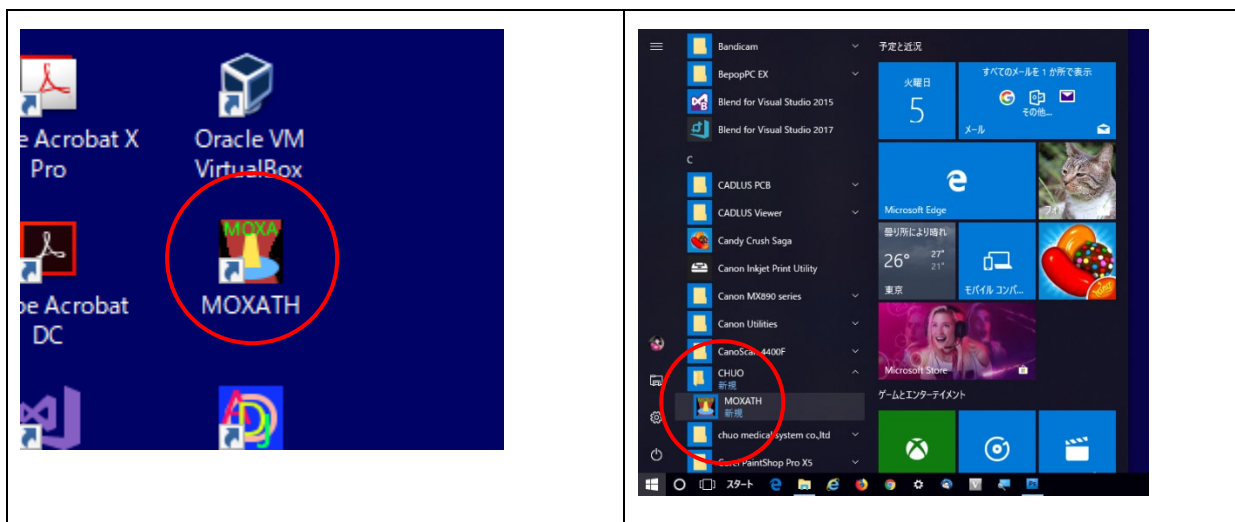 e Acrobat X
Pro
Oracle VM
VirtualBox
MOXA
MOXATH
be Acrobat
DC
Bandicam
BepopPC EX
Blend for Visual Studio 2015
Blend for Visual Studio 2017
C
CADLUS PCB
CADLUS Viewer
Candy Crush Saga
Canon Inkjet Print Utility
Canon MX890 series
Canon Utilities
CanoScan 4400F
CHUO
新規
MOXATH
新規
chuo medical system co.,ltd
Corel PaintShop Pro X5
スタート
予定と近況
火曜日
5
すべてのメールを 1 か所で表示
その他...
メール
Microsoft Edge
フォト
曇り所により晴れ
26° 27°
21°
東京
モバイル コンパ...
Microsoft Store
ゲームとエンターテイメント